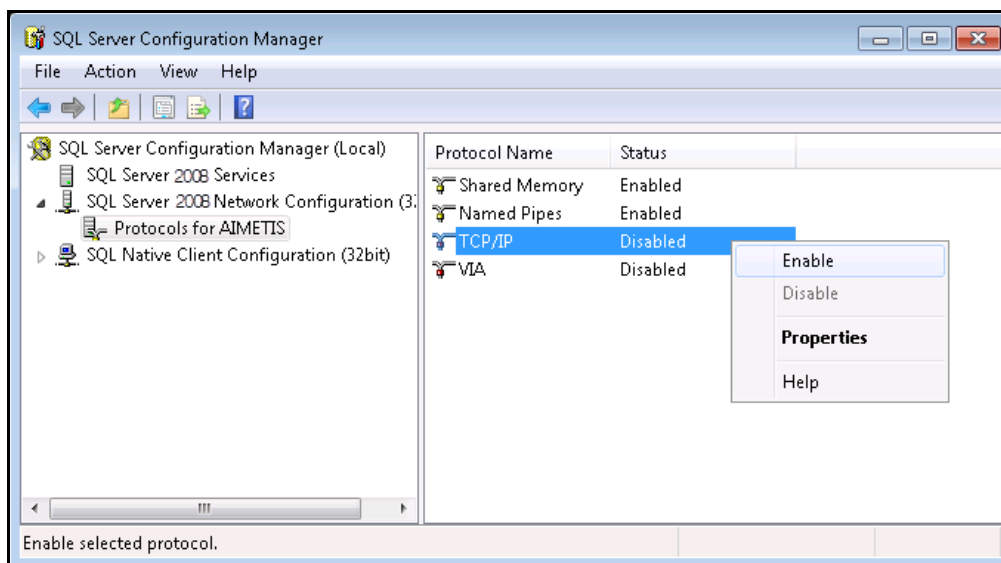 SQL Server Configuration Manager
File Action View Help
SQL Server Configuration Manager (Local)
SQL Server 2008 Services
SQL Server 2008 Network Configuration (3
Protocols for AIMETIS
SQL Native Client Configuration (32bit)
Protocol Name Status
Shared Memory Enabled
Named Pipes Enabled
TCP/IP Disabled
VIA Disabled
Enable
Disable
Properties
Help
Enable selected protocol.